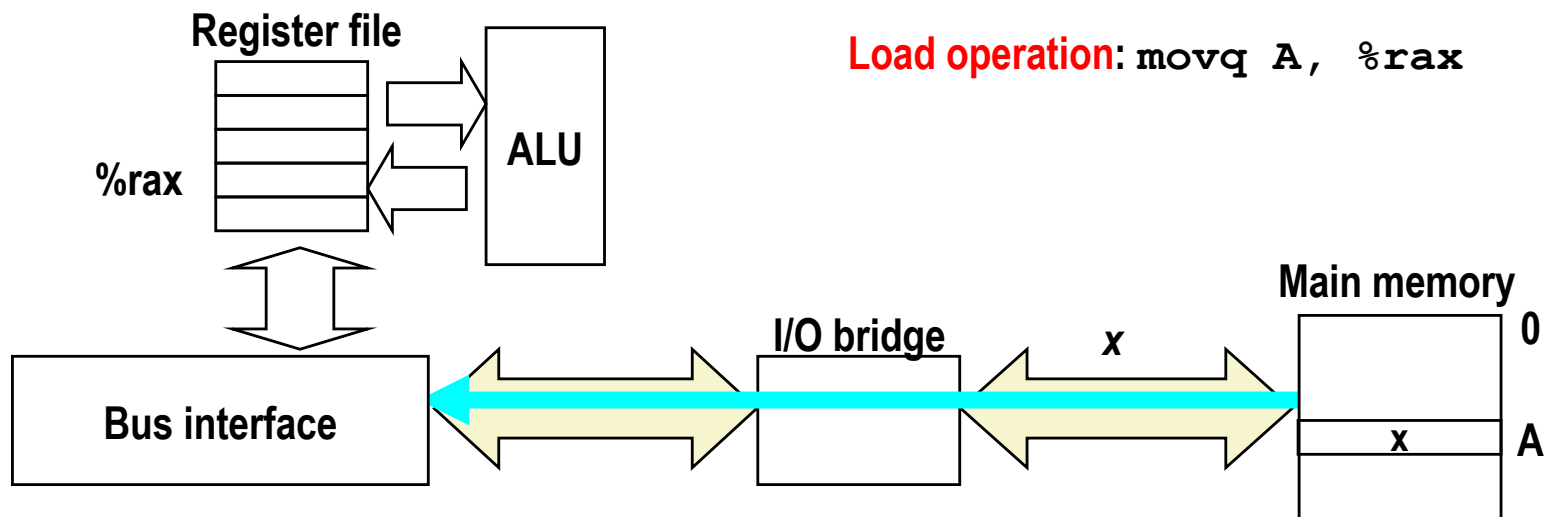 Register file
Load operation: movq A, %rax
ALU
%rax
Main memory
0
I/O bridge
x
Bus interface
x
A